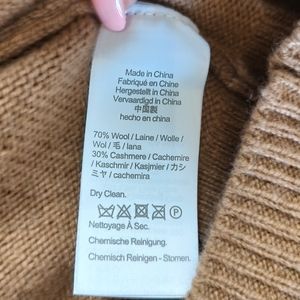 Made in China
Fabriqué en Chine
Hergestellt in China
Vervaardigd in China
中国製
hecho en china
70% Wool / Laine / Wolle /
Wol / 毛 / lana
30% Cashmere / Cachemire
/ Kaschmir / Kasjmier / カシ
ミヤ / cachemira
Dry Clean.
P
Nettoyage À Sec.
Chemische Reinigung.
Chemisch Reinigen - Stomen.